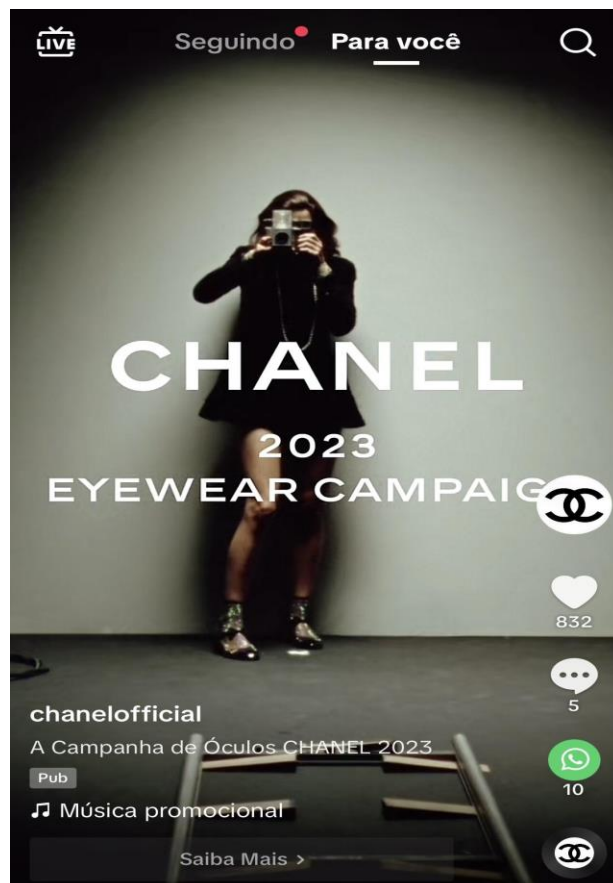 LIVE
Seguindo Para você
CHANEL
2023
EYEWEAR CAMPAIG
832
5
chanelofficial
A Campanha de Óculos CHANEL 2023
Pub
10
Música promocional
Saiba Mais >